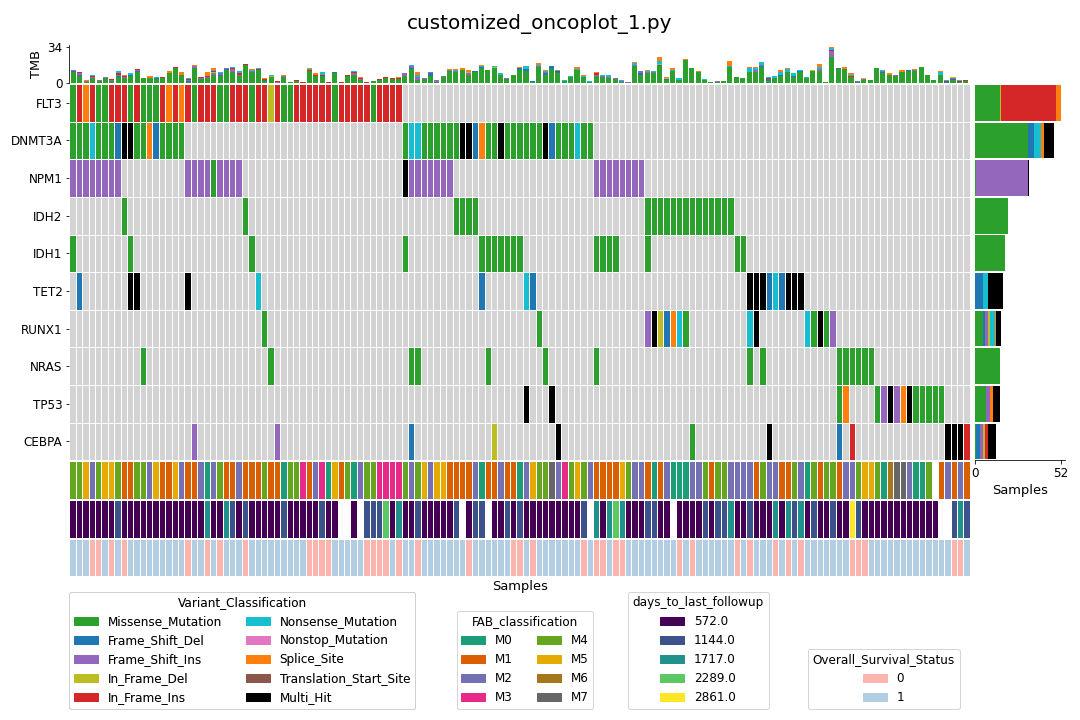 customized_oncoplot_1.py
34
TMB
0
FLT3
DNMT3A
NPM1
IDH2
IDH1
TET2
RUNX1
NRAS
TP53
CEBPA
0 52
Samples
Samples
Variant_Classification
Missense_Mutation Nonsense_Mutation
Frame_Shift_Del Nonstop_Mutation
Frame_Shift_Ins Splice_Site
In_Frame_Del Translation_Start_Site
In_Frame_Ins Multi_Hit
FAB_classification
M0 M4
M1 M5
M2 M6
M3 M7
days_to_last_followup
572.0
1144.0
1717.0
2289.0
2861.0
Overall_Survival_Status
0
1